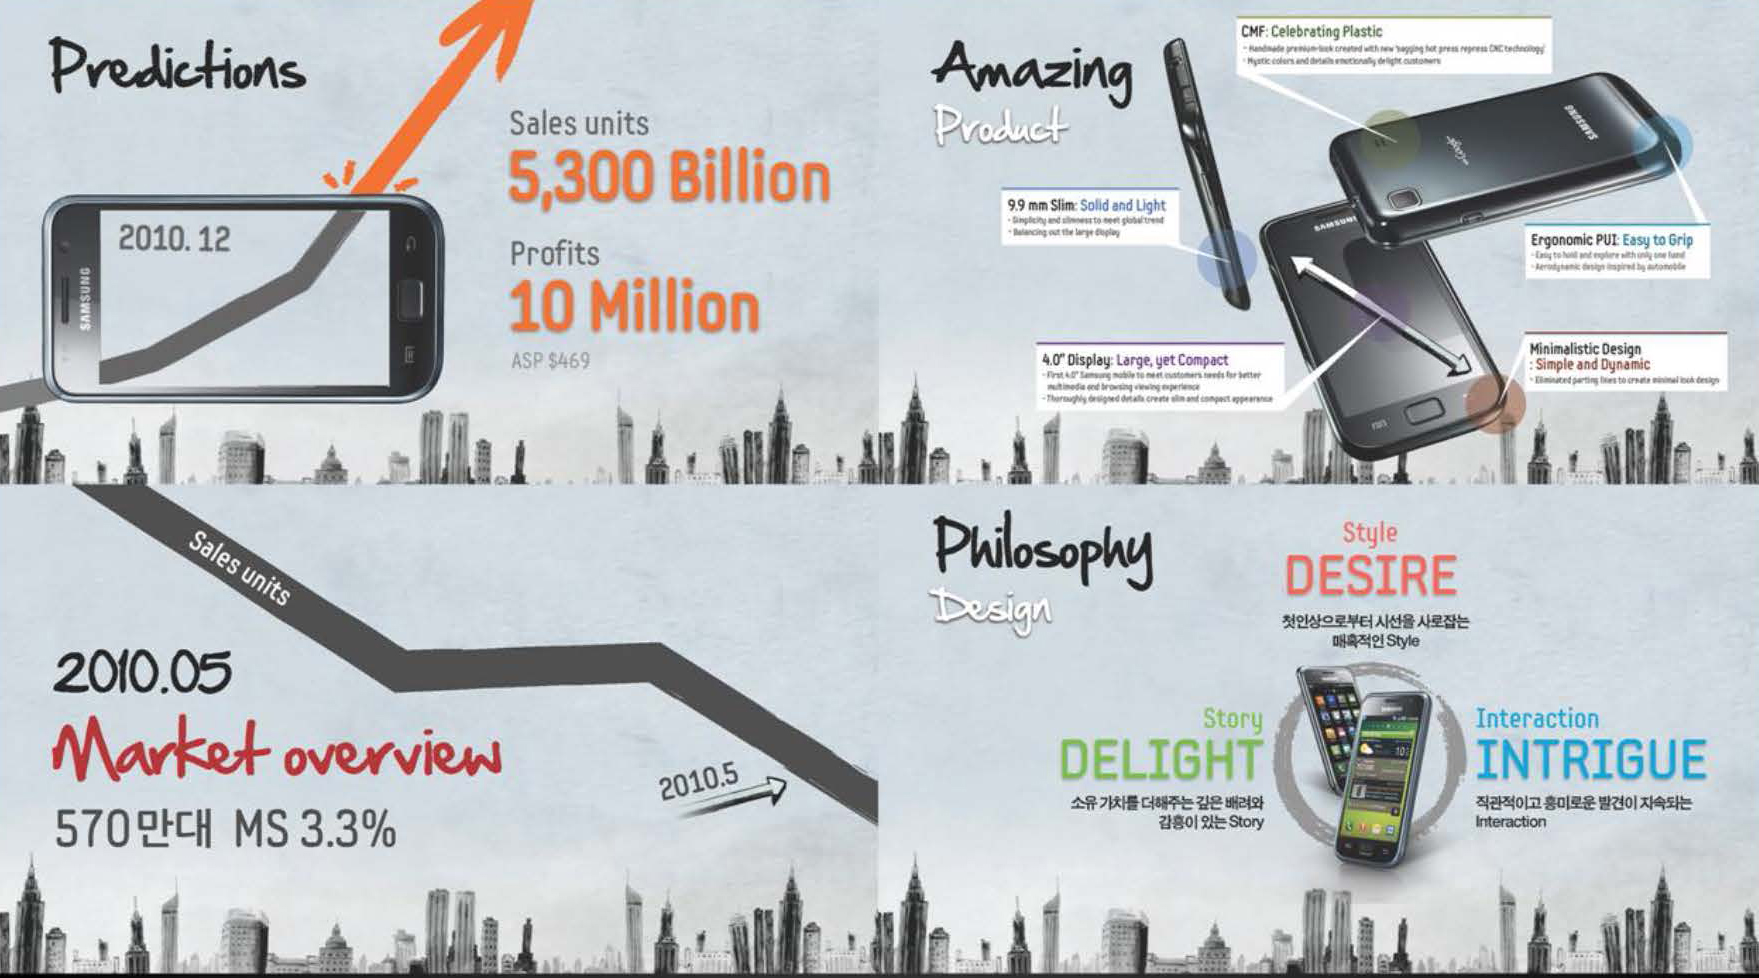 Predictions
2010. 12
SAMSUNG
Sales units
5,300 Billion
Profits
10 Million
ASP $469
Amazing
Product
CMF: Celebrating Plastic
- Handmade premium-look created with new 'sagging hot press repress CNC technology'
- Mystic colors and details emotionally delight customers
SAMSUNG
with Google
9.9 mm Slim: Solid and Light
- Simplicity and slimness to meet global trend
- Balancing out the large display
SAMSUNG
Ergonomic PUI: Easy to Grip
- Easy to hold and explore with only one hand
- Aerodynamic design inspired by automobile
4.0" Display: Large, yet Compact
- First 4.0" Samsung mobile to meet customers needs for better
multimedia and browsing viewing experience
- Thoroughly designed details create slim and compact appearance
Minimalistic Design
: Simple and Dynamic
- Eliminated parting lines to create minimal look design
Sales units
2010.05
Market overview
570만대 MS 3.3%
2010.5
Philosophy
Design
Style
DESIRE
첫인상으로부터 시선을 사로잡는
매혹적인 Style
Story
DELIGHT
소유 가치를 더해주는 깊은 배려와
감흥이 있는 Story
Interaction
INTRIGUE
직관적이고 흥미로운 발견이 지속되는
Interaction